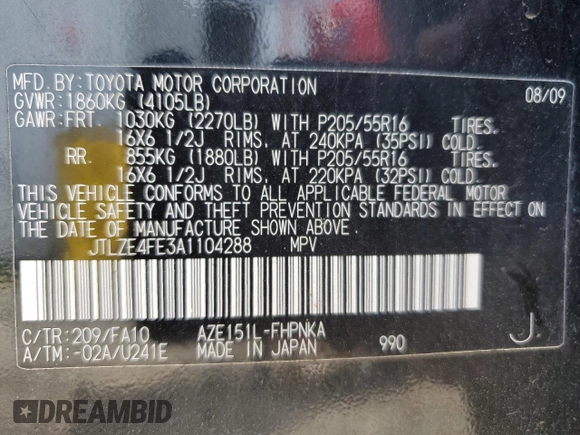 MFD.BY:TOYOTA MOTOR CORPORATION 08/09
GVWR:1860KG (4105LB)
GAWR:FRT. 1030KG (2270LB) WITH P205/55R16 TIRES.
16X6 1/2J RIMS, AT 240KPA (35PSI) COLD.
RR. 855KG (1880LB) WITH P205/55R16 TIRES.
16X6 1/2J RIMS, AT 220KPA (32PSI) COLD.
THIS VEHICLE CONFORMS TO ALL APPLICABLE FEDERAL MOTOR
VEHICLE SAFETY AND THEFT PREVENTION STANDARDS IN EFFECT ON
THE DATE OF MANUFACTURE SHOWN ABOVE.
JTLZE4FE3A1104288 MPV
C/TR:209/FA10 AZE151L-FHPNKA
A/TM:-02A/U241E MADE IN JAPAN 990 J.
DREAMBID